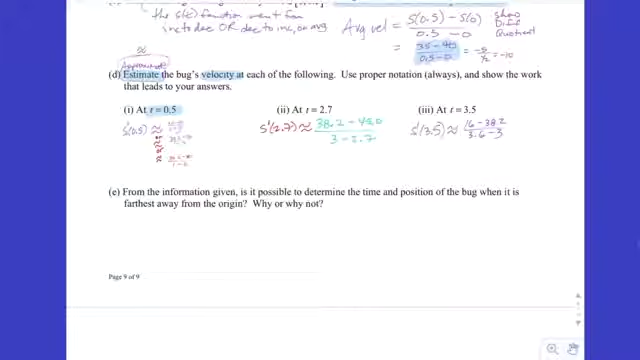 the s(t) function went from
inc to dec OR dec to inc, on avg.
Avg vel = s(0.5) - s(0) / 0.5 - 0
show
Diff
Quotient
= 35 - 40 / 0.5 - 0 = -5 / 1/2 = -10
≈
Approximate
(d) Estimate the bug's velocity at each of the following. Use proper notation (always), and show the work
that leads to your answers.
(i) At t = 0.5 (ii) At t = 2.7 (iii) At t = 3.5
s'(0.5) ≈
or
≈
or
≈
s'(2.7) ≈ 38.2 - / 3 - 2.7
s'(3.5) ≈ 16 - 38.2 / 3.6 - 3
(e) From the information given, is it possible to determine the time and position of the bug when it is
farthest away from the origin? Why or why not?
Page 9 of 9